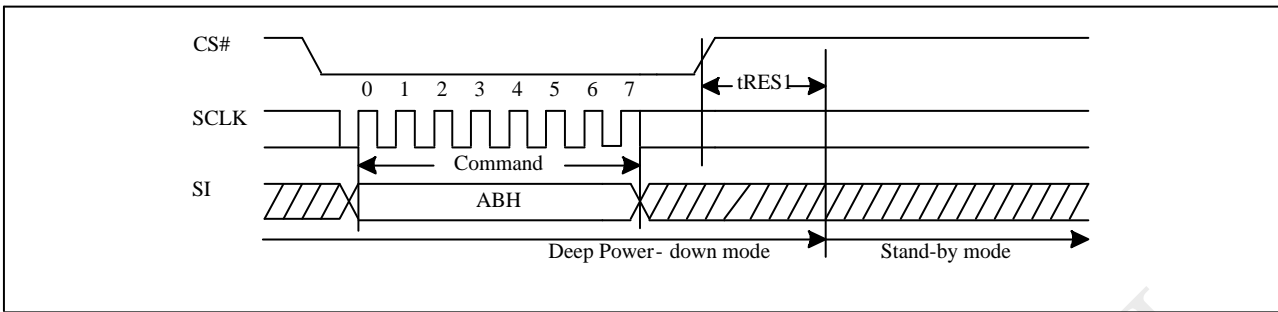 CS#
tRES1
0 1 2 3 4 5 6 7
SCLK
Command
SI
ABH
Deep Power- down mode Stand-by mode